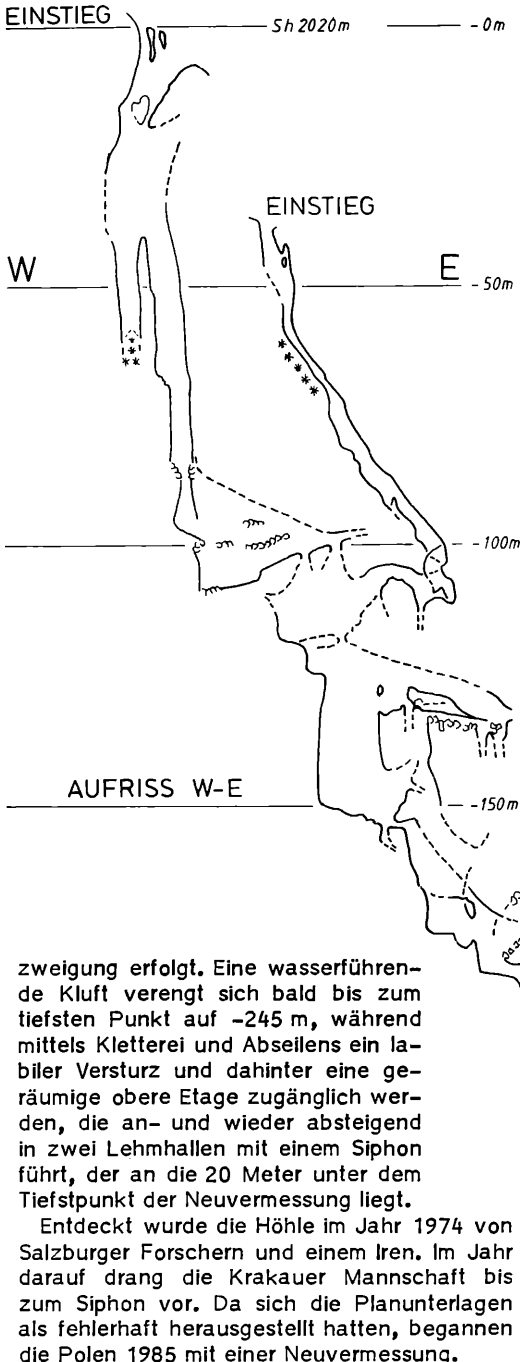 EINSTIEG
Sh 2020m
-0m
EINSTIEG
W
E
-50m
-100m
AUFRISS W-E
-150m
zweigung erfolgt. Eine wasserführen-
de Kluft verengt sich bald bis zum
tiefsten Punkt auf -245 m, während
mittels Kletterei und Abseilens ein la-
biler Versturz und dahinter eine ge-
räumige obere Etage zugänglich wer-
den, die an- und wieder absteigend
in zwei Lehmhallen mit einem Siphon
führt, der an die 20 Meter unter dem
Tiefstpunkt der Neuvermessung liegt.
Entdeckt wurde die Höhle im Jahr 1974 von
Salzburger Forschern und einem Iren. Im Jahr
darauf drang die Krakauer Mannschaft bis
zum Siphon vor. Da sich die Planunterlagen
als fehlerhaft herausgestellt hatten, begannen
die Polen 1985 mit einer Neuvermessung.